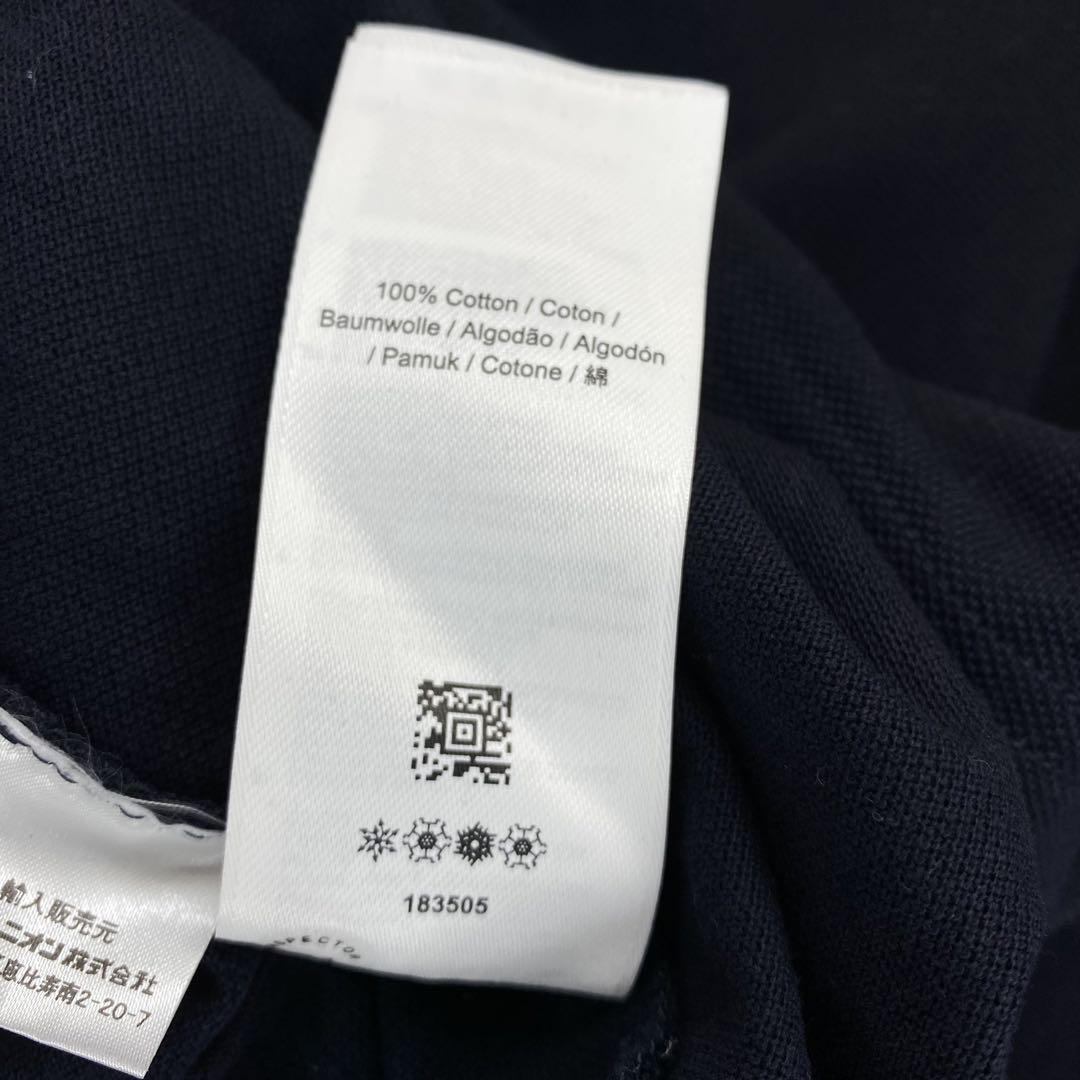 100% Cotton / Coton /
Baumwolle / Algodão / Algodón
/ Pamuk / Cotone / 綿
183505
輸入販売元
ニオン株式会社
恵比寿南2-20-7